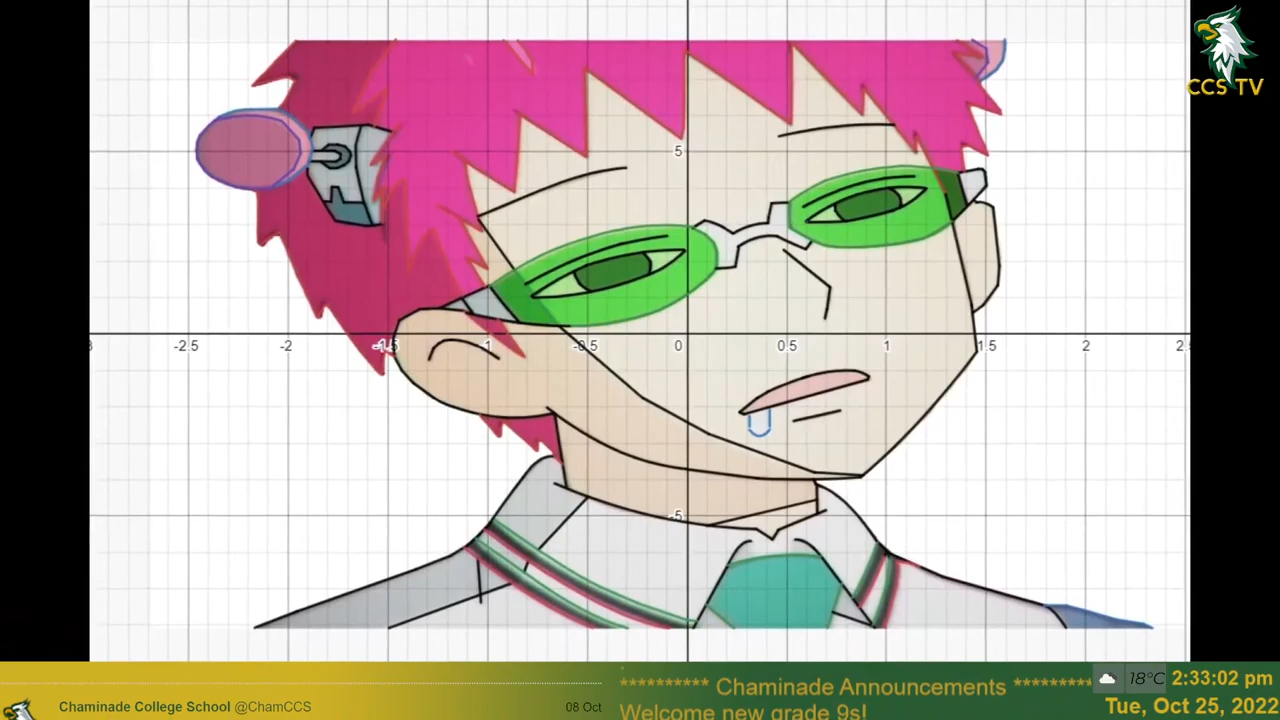 CCS TV
5
-2.5 -2 -1.5 -1 -0.5 0 0.5 1 1.5 2 2.5
-5
********** Chaminade Announcements *********
Welcome new grade 9s!
18°C
2:33:02 pm
Tue, Oct 25, 2022
Chaminade College School @ChamCCS
08 Oct